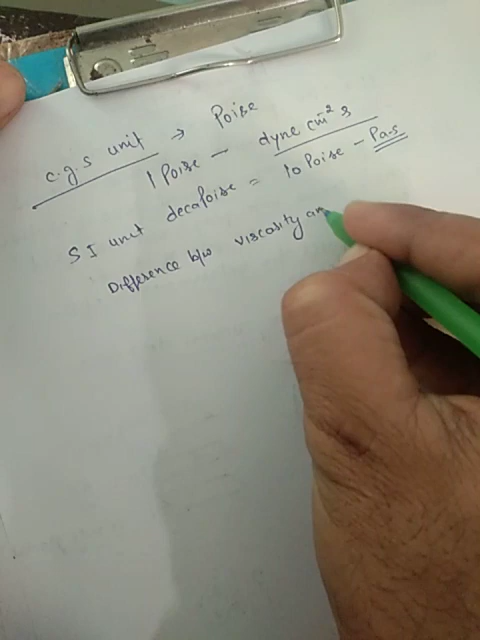 c.g.s unit → Poise
1 Poise - dyne cm⁻² s
SI unit decapoise = 10 Poise - Pa.s
Difference b/w viscosity an